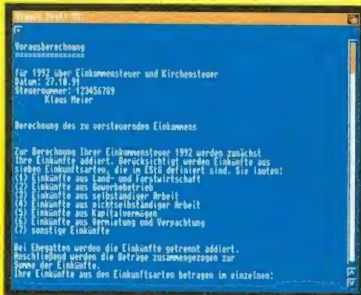 Vorausberechnung
================
für 1992 über Einkommensteuer und Kirchensteuer
Datum: 27.10.91
Steuernummer: 123456789
Klaus Meier
Berechnung des zu versteuernden Einkommens
Zur Berechnung Ihrer Einkommensteuer 1992 werden zunächst
Ihre Einkünfte addiert. Berücksichtigt werden Einkuefte aus
sieben Einkunftsarten, die im EStG definiert sind. Sie lauten:
(1) Einkünfte aus Land- und Forstwirtschaft
(2) Einkünfte aus Gewerbebetrieb
(3) Einkünfte aus selbständiger Arbeit
(4) Einkünfte aus nichtselbständiger Arbeit
(5) Einkünfte aus Kapitalvermögen
(6) Einkünfte aus Vermietung und Verpachtung
(7) sonstige Einkünfte
Bei Ehegatten werden die Einkünfte getrennt addiert.
Anschließend werden die Beträge zusammengezogen zur
Summe der Einkünfte.
Ihre Einkünfte aus den Einkunftsarten betragen im einzelnen: